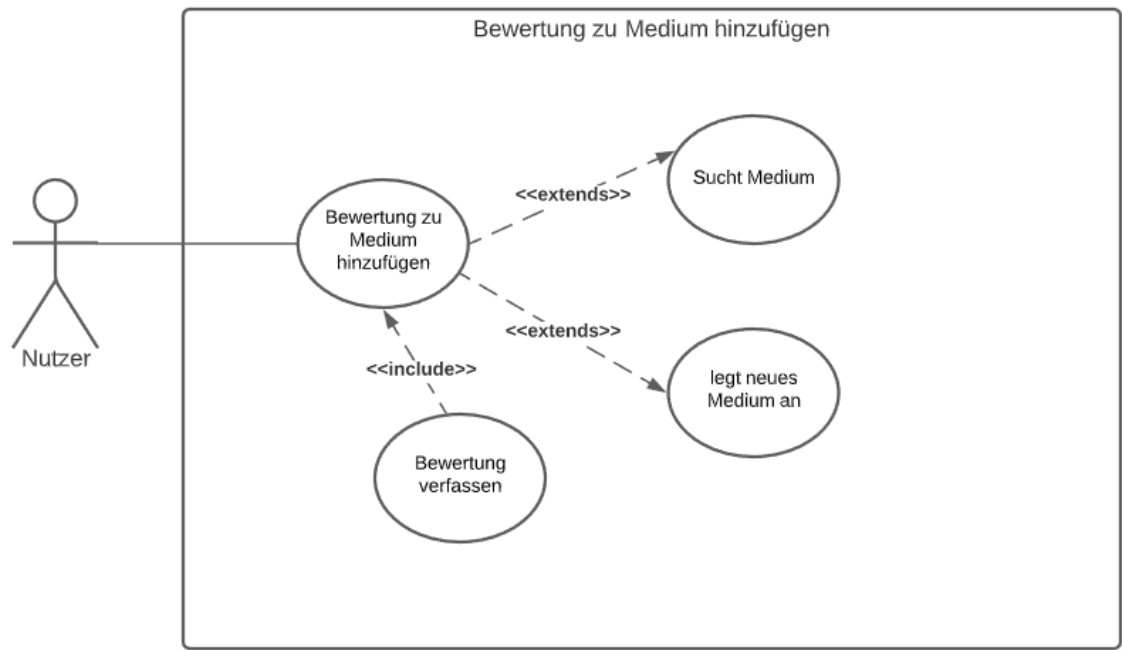 Bewertung zu Medium hinzufügen
Sucht Medium
<<extends>>
Bewertung zu
Medium
hinzufügen
<<extends>>
Nutzer
<<include>>
legt neues
Medium an
Bewertung
verfassen